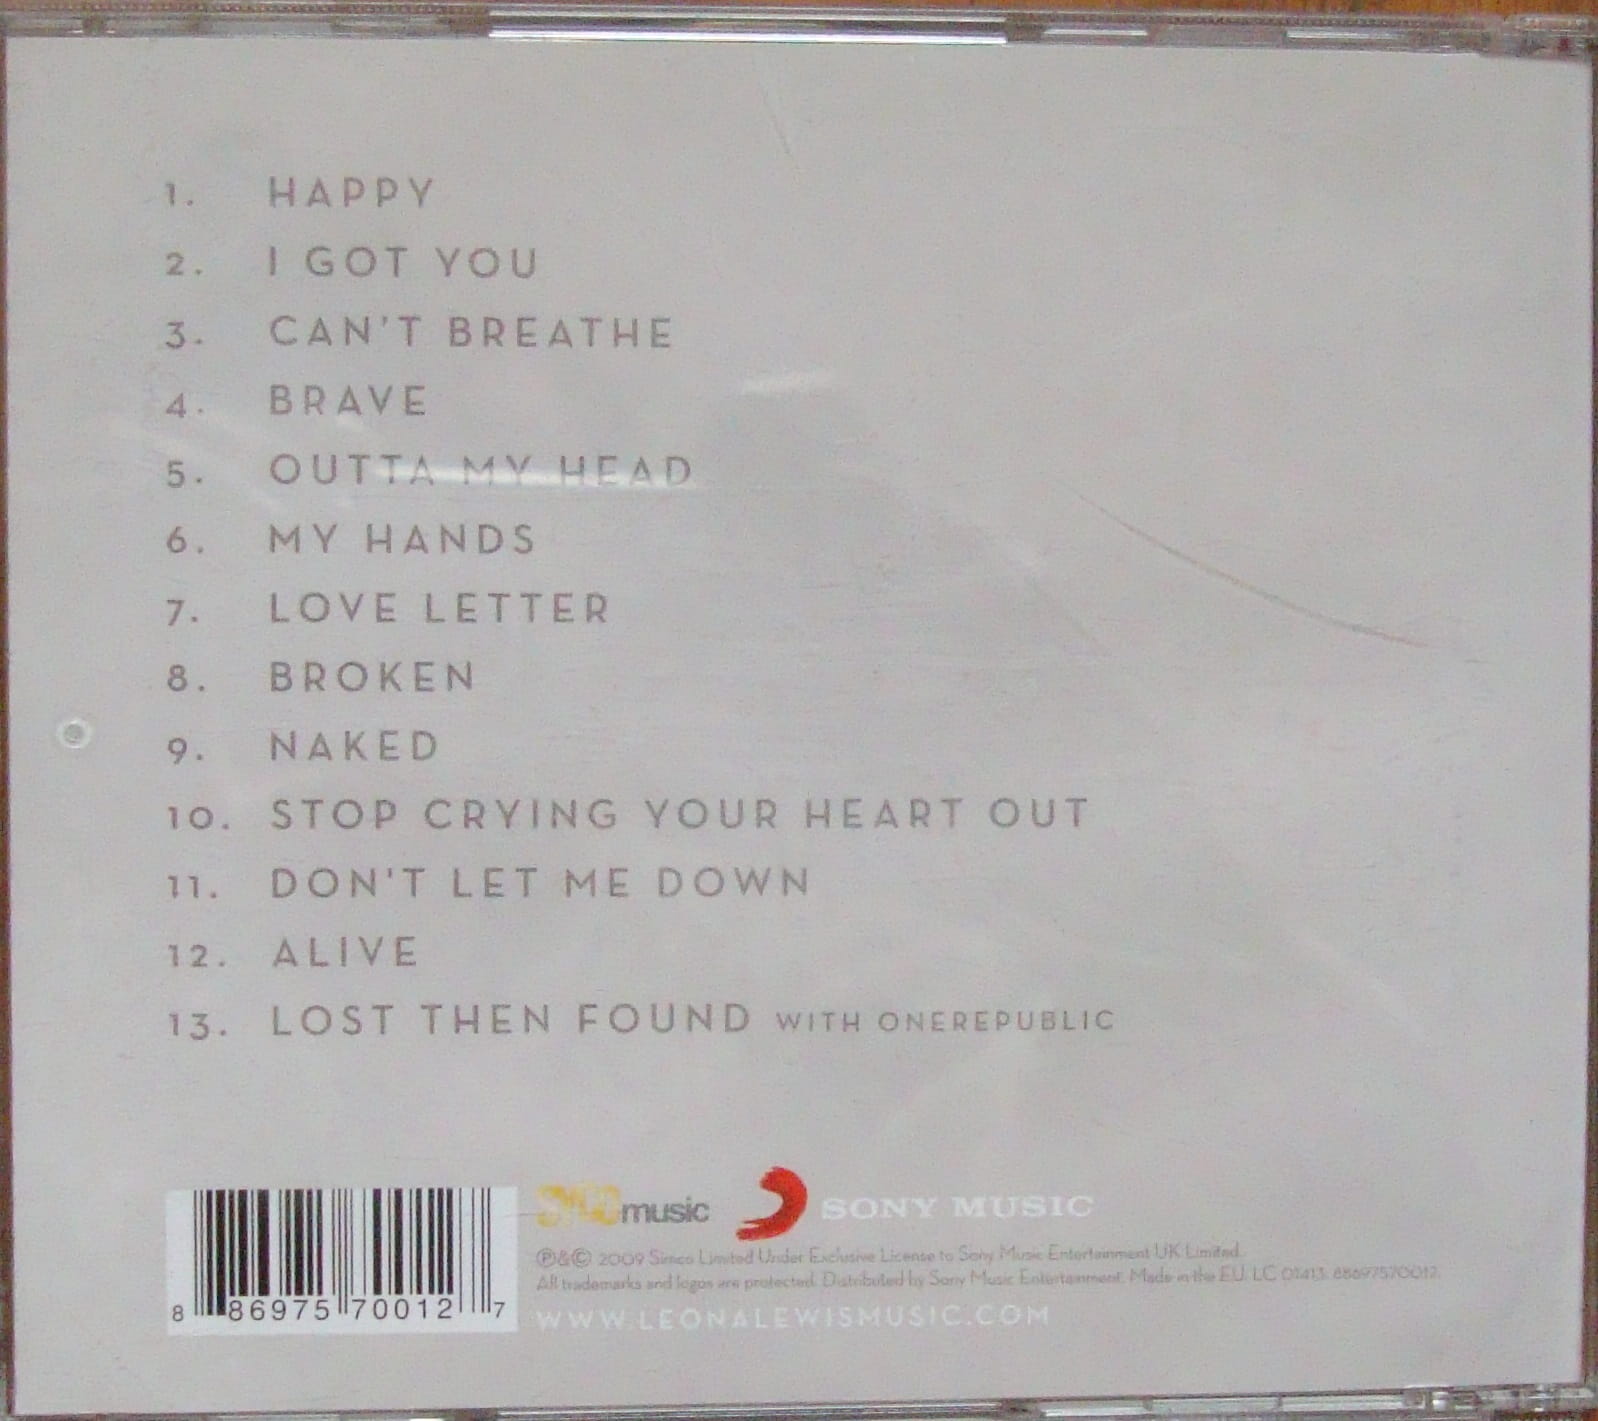 1. HAPPY
2. I GOT YOU
3. CAN'T BREATHE
4. BRAVE
5. OUTTA MY HEAD
6. MY HANDS
7. LOVE LETTER
8. BROKEN
9. NAKED
10. STOP CRYING YOUR HEART OUT
11. DON'T LET ME DOWN
12. ALIVE
13. LOST THEN FOUND WITH ONEREPUBLIC
8 86975 70012 7
syco music SONY MUSIC
℗&© 2009 Simco Limited Under Exclusive License to Sony Music Entertainment UK Limited.
All trademarks and logos are protected. Distributed by Sony Music Entertainment. Made in the EU. LC 01413. 88697570012.
WWW.LEONALEWISMUSIC.COM